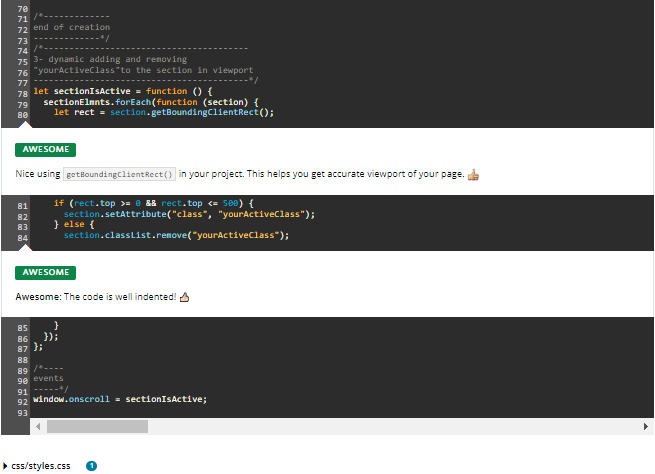 70
71 /*-------------
72 end of creation
73 -------------*/
74 /*-----------------------------------------
75 3- dynamic adding and removing
76 "yourActiveClass"to the section in viewport
77 -------------------------------------------*/
78 let sectionIsActive = function () {
79 sectionElmnts.forEach(function (section) {
80 let rect = section.getBoundingClientRect();
AWESOME
Nice using getBoundingClientRect() in your project. This helps you get accurate viewport of your page. 👍
81 if (rect.top >= 0 && rect.top <= 500) {
82 section.setAttribute("class", "yourActiveClass");
83 } else {
84 section.classList.remove("yourActiveClass");
AWESOME
Awesome: The code is well indented! 👍
85 }
86 });
87 };
88
89 /*----
90 events
91 -----*/
92 window.onscroll = sectionIsActive;
93
css/styles.css 1